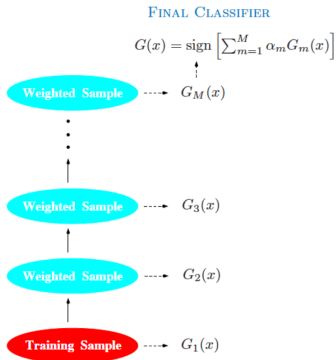 FINAL CLASSIFIER
G(x) = sign [∑_{m=1}^{M} α_m G_m(x)]
Weighted Sample G_M(x)
Weighted Sample G_3(x)
Weighted Sample G_2(x)
Training Sample G_1(x)